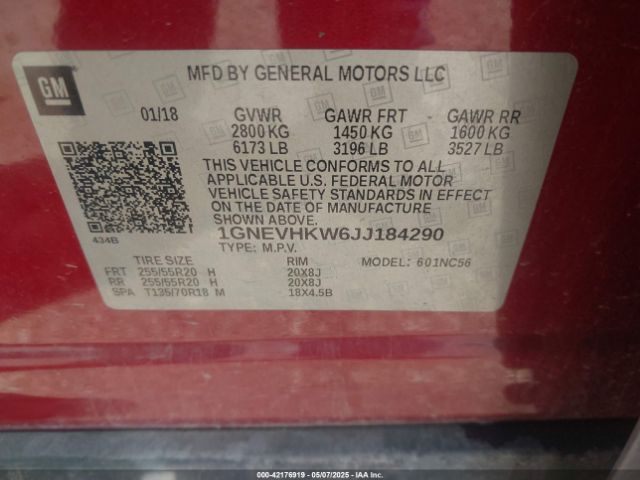 GM
MFD BY GENERAL MOTORS LLC
01/18 GVWR GAWR FRT GAWR RR
2800 KG 1450 KG 1600 KG
6173 LB 3196 LB 3527 LB
THIS VEHICLE CONFORMS TO ALL
APPLICABLE U.S. FEDERAL MOTOR
VEHICLE SAFETY STANDARDS IN EFFECT
ON THE DATE OF MANUFACTURE
SHOWN ABOVE.
434B
1GNEVHKW6JJ184290
TYPE: M.P.V. MODEL: 601NC56
TIRE SIZE RIM
FRT 255/55R20 H 20X8J
RR 255/55R20 H 20X8J
SPA T135/70R18 M 18X4.5B
000-42176919 - 05/07/2025 - IAA Inc.